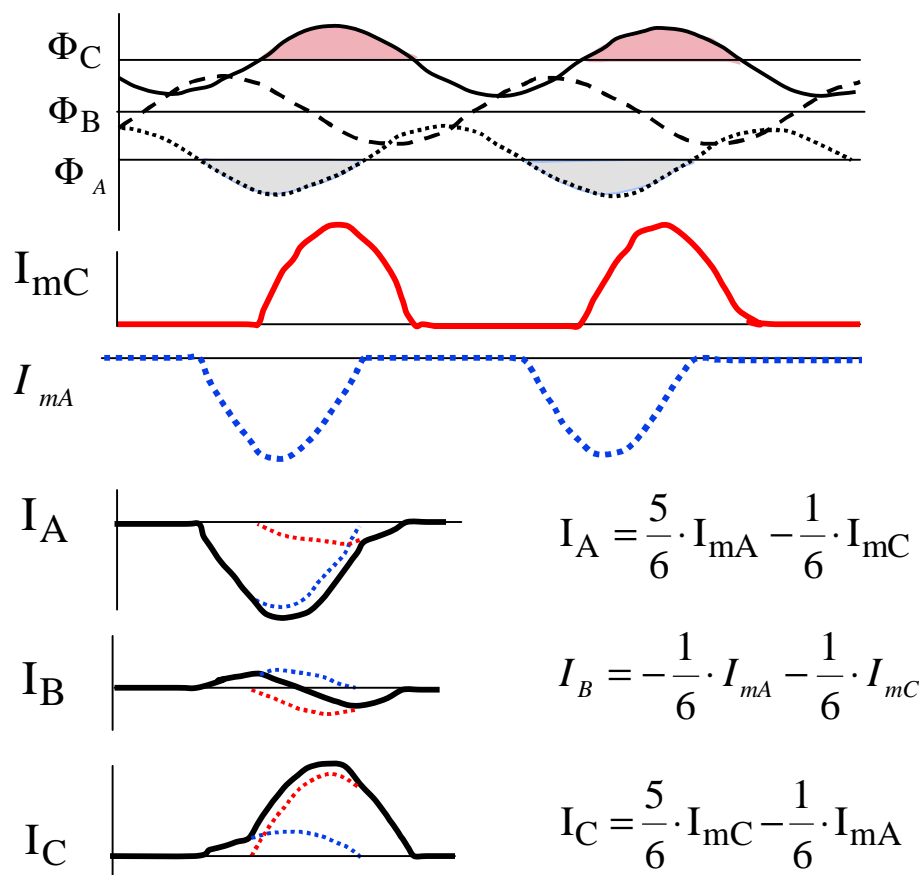 Φ_C
Φ_B
Φ_A
I_mC
I_mA
I_A
I_A = 5/6 · I_mA − 1/6 · I_mC
I_B
I_B = − 1/6 · I_mA − 1/6 · I_mC
I_C
I_C = 5/6 · I_mC − 1/6 · I_mA